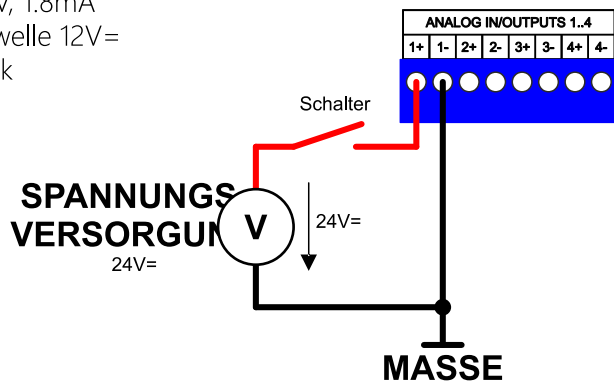 V, 1.8mA
welle 12V=
k
ANALOG IN/OUTPUTS 1..4
1+ 1- 2+ 2- 3+ 3- 4+ 4-
Schalter
SPANNUNGS
VERSORGUN
24V=
V
24V=
MASSE